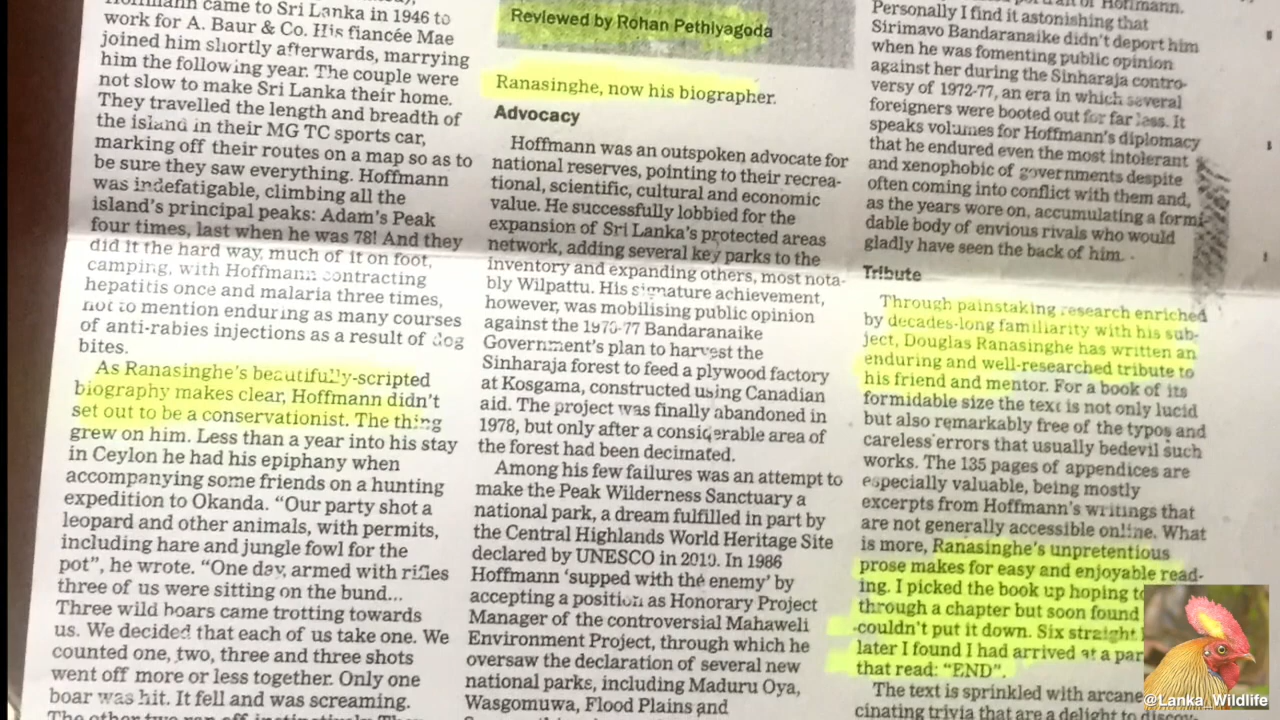 Hoffmann came to Sri Lanka in 1946 to
work for A. Baur & Co. His fiancée Mae
joined him shortly afterwards, marrying
him the following year. The couple were
not slow to make Sri Lanka their home.
They travelled the length and breadth of
the island in their MG TC sports car,
marking off their routes on a map so as to
be sure they saw everything. Hoffmann
was indefatigable, climbing all the
island's principal peaks: Adam's Peak
four times, last when he was 78! And they
did it the hard way, much of it on foot,
camping, with Hoffmann contracting
hepatitis once and malaria three times,
not to mention enduring as many courses
of anti-rabies injections as a result of dog
bites.
As Ranasinghe's beautifully-scripted
biography makes clear, Hoffmann didn't
set out to be a conservationist. The thing
grew on him. Less than a year into his stay
in Ceylon he had his epiphany when
accompanying some friends on a hunting
expedition to Okanda. "Our party shot a
leopard and other animals, with permits,
including hare and jungle fowl for the
pot", he wrote. "One day, armed with rifles
three of us were sitting on the bund...
Three wild boars came trotting towards
us. We decided that each of us take one. We
counted one, two, three and three shots
went off more or less together. Only one
boar was hit. It fell and was screaming.
The other two ran off instinctively. They
Reviewed by Rohan Pethiyagoda
Ranasinghe, now his biographer.
Advocacy
Hoffmann was an outspoken advocate for
national reserves, pointing to their recrea-
tional, scientific, cultural and economic
value. He successfully lobbied for the
expansion of Sri Lanka's protected areas
network, adding several key parks to the
inventory and expanding others, most nota-
bly Wilpattu. His signature achievement,
however, was mobilising public opinion
against the 1970-77 Bandaranaike
Government's plan to harvest the
Sinharaja forest to feed a plywood factory
at Kosgama, constructed using Canadian
aid. The project was finally abandoned in
1978, but only after a considerable area of
the forest had been decimated.
Among his few failures was an attempt to
make the Peak Wilderness Sanctuary a
national park, a dream fulfilled in part by
the Central Highlands World Heritage Site
declared by UNESCO in 2010. In 1986
Hoffmann 'supped with the enemy' by
accepting a position as Honorary Project
Manager of the controversial Mahaweli
Environment Project, through which he
oversaw the declaration of several new
national parks, including Maduru Oya,
Wasgomuwa, Flood Plains and
of Hoffmann.
Personally I find it astonishing that
Sirimavo Bandaranaike didn't deport him
when he was fomenting public opinion
against her during the Sinharaja contro-
versy of 1972-77, an era in which several
foreigners were booted out for far less. It
speaks volumes for Hoffmann's diplomacy
that he endured even the most intolerant
and xenophobic of governments despite
often coming into conflict with them and,
as the years wore on, accumulating a formi-
dable body of envious rivals who would
gladly have seen the back of him.
Tribute
Through painstaking research enriched
by decades-long familiarity with his sub-
ject, Douglas Ranasinghe has written an
enduring and well-researched tribute to
his friend and mentor. For a book of its
formidable size the text is not only lucid
but also remarkably free of the typos and
careless errors that usually bedevil such
works. The 135 pages of appendices are
especially valuable, being mostly
excerpts from Hoffmann's writings that
are not generally accessible online. What
is more, Ranasinghe's unpretentious
prose makes for easy and enjoyable read-
ing. I picked the book up hoping to
through a chapter but soon found
couldn't put it down. Six straight
later I found I had arrived at a
that read: "END".
The text is sprinkled with arcane
cinating trivia that are a delight to
@Lanka_Wildlife